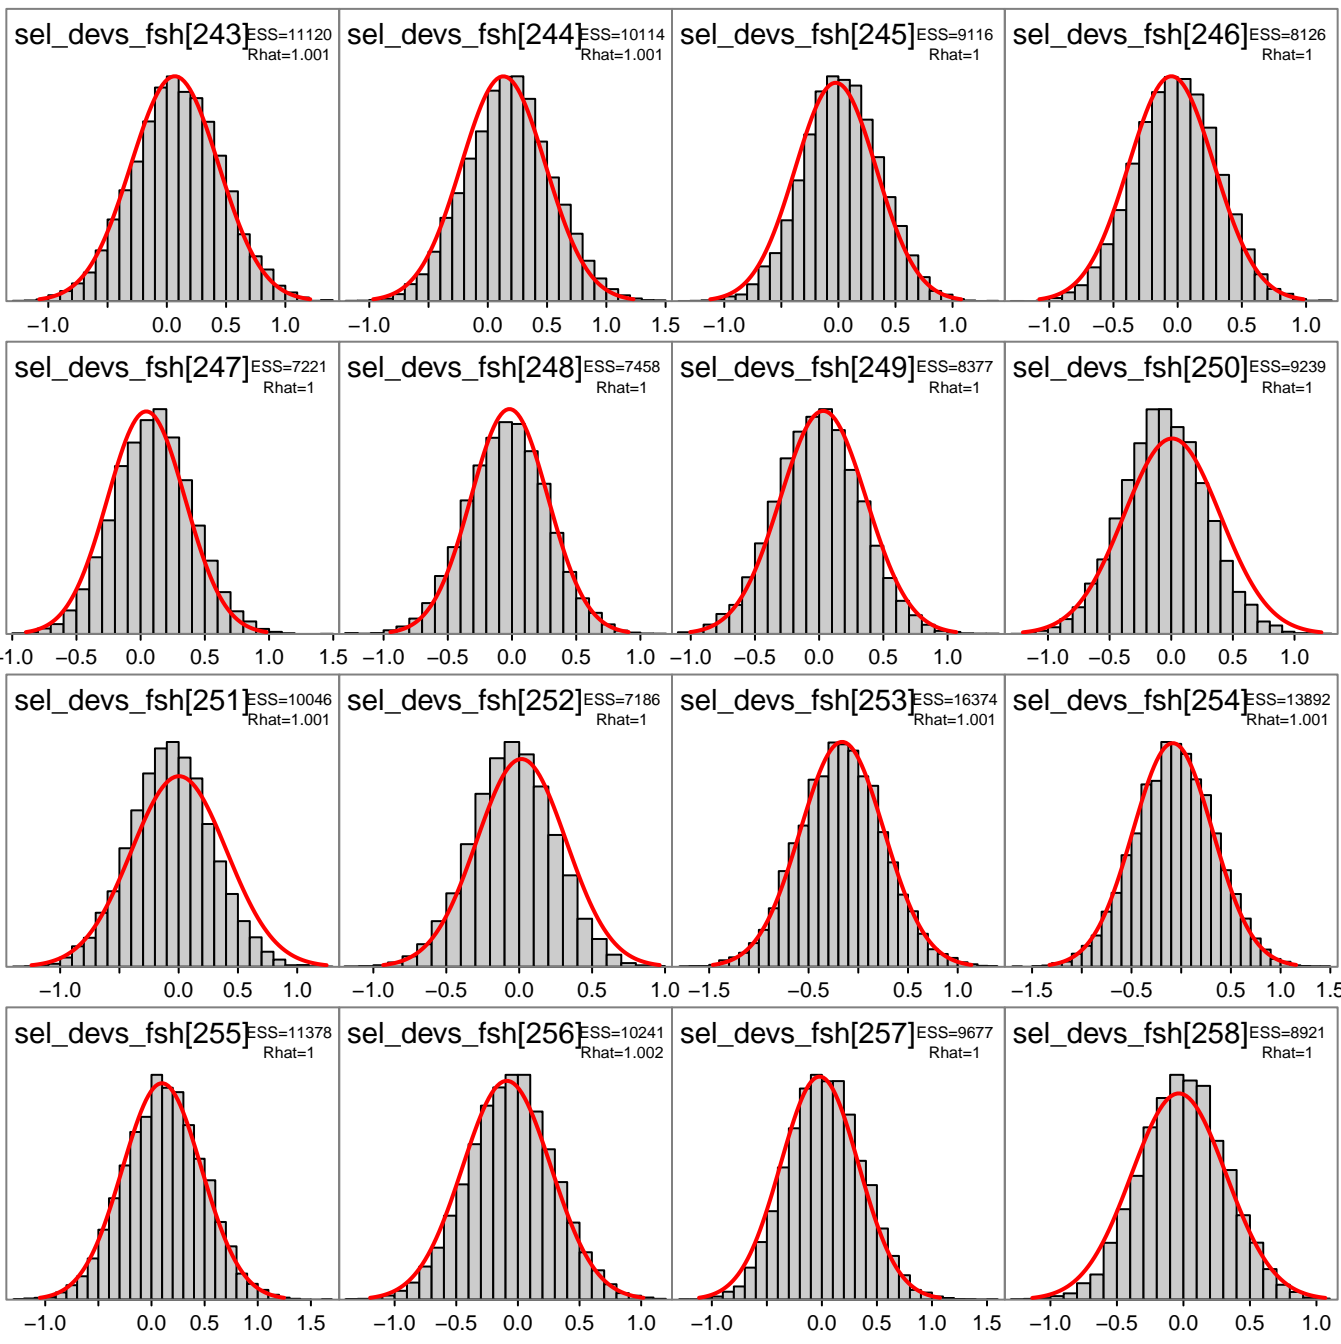 sel_devs_fsh[243] ESS=11120
Rhat=1.001
sel_devs_fsh[244] ESS=10114
Rhat=1.001
sel_devs_fsh[245] ESS=9116
Rhat=1
sel_devs_fsh[246] ESS=8126
Rhat=1
−1.0 0.0 0.5 1.0
−1.0 0.0 0.5 1.0 1.5
−1.0 0.0 0.5 1.0
−1.0 −0.5 0.0 0.5 1.0
sel_devs_fsh[247] ESS=7221
Rhat=1
sel_devs_fsh[248] ESS=7458
Rhat=1
sel_devs_fsh[249] ESS=8377
Rhat=1
sel_devs_fsh[250] ESS=9239
Rhat=1
−1.0 −0.5 0.0 0.5 1.0 1.5
−1.0 −0.5 0.0 0.5 1.0
−1.0 −0.5 0.0 0.5 1.0
−1.0 0.0 0.5 1.0
sel_devs_fsh[251] ESS=10046
Rhat=1.001
sel_devs_fsh[252] ESS=7186
Rhat=1
sel_devs_fsh[253] ESS=16374
Rhat=1.001
sel_devs_fsh[254] ESS=13892
Rhat=1.001
−1.0 0.0 0.5 1.0
−1.0 −0.5 0.0 0.5 1.0
−1.5 −0.5 0.5 1.0
−1.5 −0.5 0.5 1.0 1.5
sel_devs_fsh[255] ESS=11378
Rhat=1
sel_devs_fsh[256] ESS=10241
Rhat=1.002
sel_devs_fsh[257] ESS=9677
Rhat=1
sel_devs_fsh[258] ESS=8921
Rhat=1
−1.0 0.0 0.5 1.0 1.5
−1.0 0.0 0.5 1.0
−1.0 0.0 0.5 1.0 1.5
−1.0 −0.5 0.0 0.5 1.0